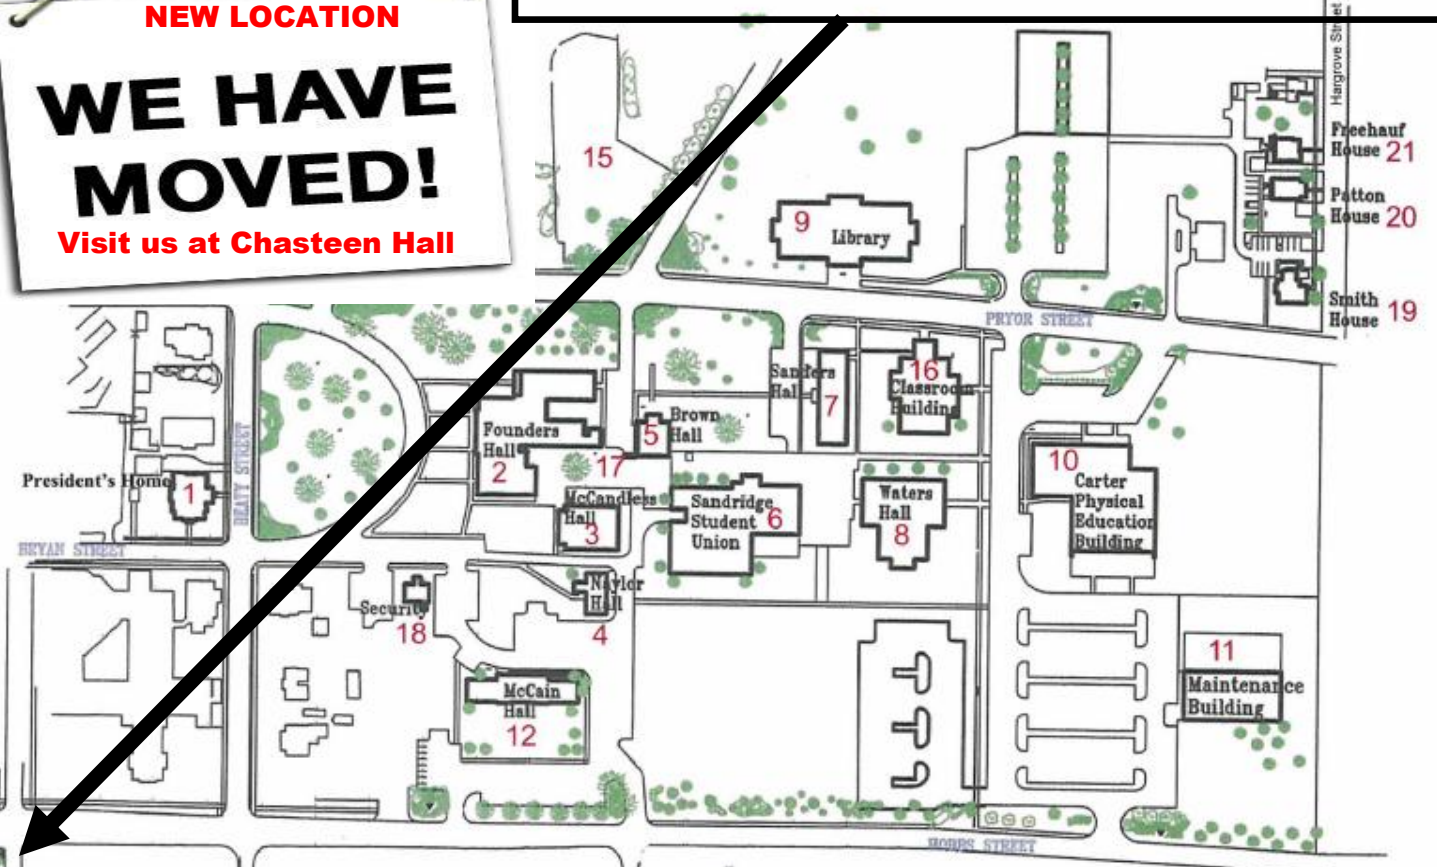 NEW LOCATION
WE HAVE
MOVED!
Visit us at Chasteen Hall
Hargrove Street
Freehauf
House 21
15
Patton
House 20
9
Library
Smith
House 19
PRYOR STREET
Sanders
Hall
7
16
Classroom
Building
Brown
Hall
5
Founders
Hall
2
17
BEATY STREET
President's Home
1
10
Carter
Physical
Education
Building
McCandless
Hall
3
Sandridge
Student 6
Union
Waters
Hall
8
BRYAN STREET
Naylor
Hall
4
Security
18
11
Maintenance
Building
McCain
Hall
12
HOBBS STREET